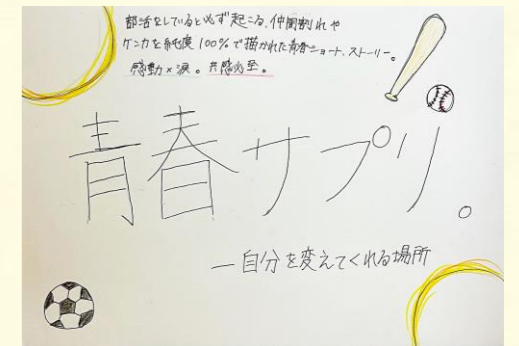 部活をしていると必ず起こる、仲間割れや
ケンカを純度100%で描かれた青春ショート、ストーリー。
感動×涙。共感必至。
青春サプリ。
―自分を変えてくれる場所